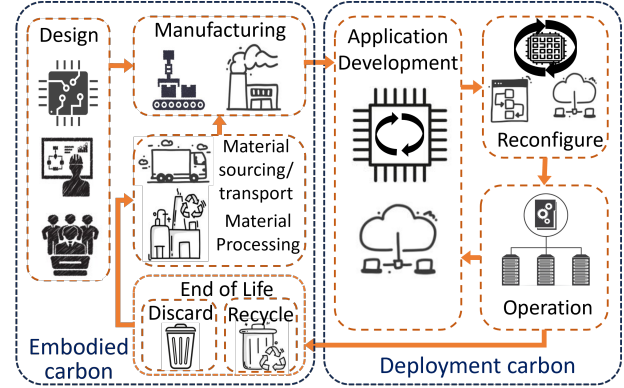 Design
Manufacturing
Material
sourcing/
transport
Material
Processing
End of Life
Discard
Recycle
Embodied
carbon
Application
Development
Reconfigure
Operation
Deployment carbon